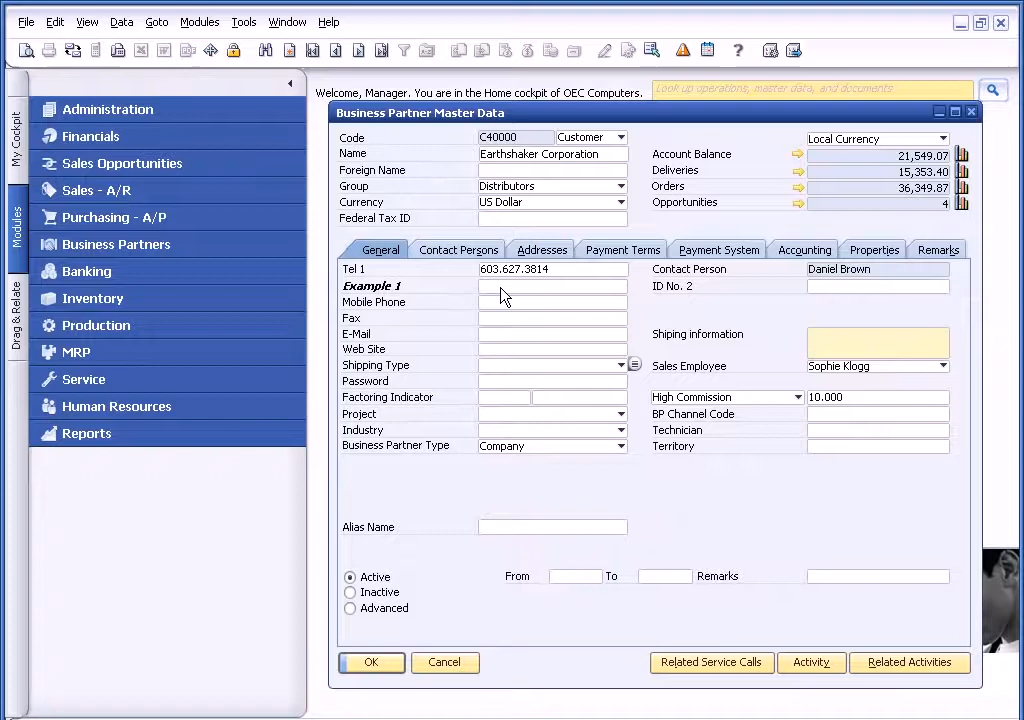 File Edit View Data Goto Modules Tools Window Help
Welcome, Manager. You are in the Home cockpit of OEC Computers.
Look up operations, master data, and documents
My Cockpit
Modules
Drag & Relate
Administration
Financials
Sales Opportunities
Sales - A/R
Purchasing - A/P
Business Partners
Banking
Inventory
Production
MRP
Service
Human Resources
Reports
Business Partner Master Data
Code C40000 Customer
Name Earthshaker Corporation
Foreign Name
Group Distributors
Currency US Dollar
Federal Tax ID
Local Currency
Account Balance 21,549.07
Deliveries 15,353.40
Orders 36,349.87
Opportunities 4
General Contact Persons Addresses Payment Terms Payment System Accounting Properties Remarks
Tel 1 603.627.3814
Example 1
Mobile Phone
Fax
E-Mail
Web Site
Shipping Type
Password
Factoring Indicator
Project
Industry
Business Partner Type Company
Alias Name
Contact Person Daniel Brown
ID No. 2
Shiping information
Sales Employee Sophie Klogg
High Commission 10.000
BP Channel Code
Technician
Territory
Active From To Remarks
Inactive
Advanced
OK Cancel Related Service Calls Activity Related Activities